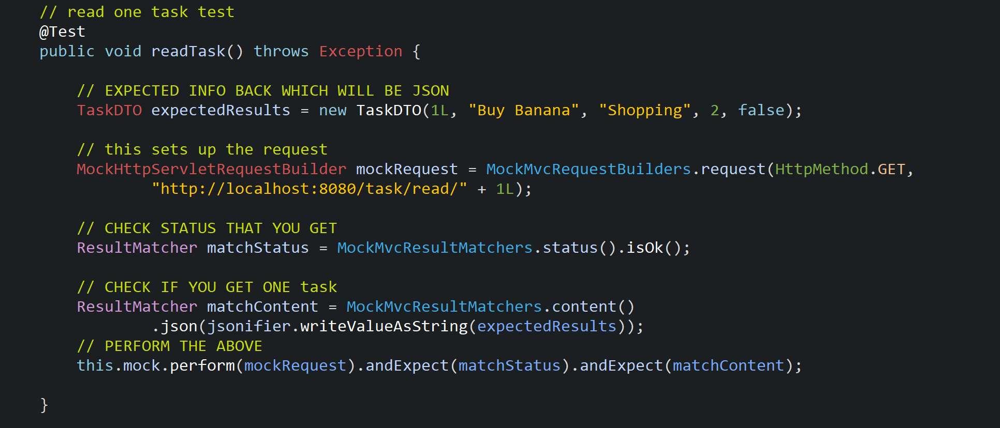 // read one task test
@Test
public void readTask() throws Exception {
// EXPECTED INFO BACK WHICH WILL BE JSON
TaskDTO expectedResults = new TaskDTO(1L, "Buy Banana", "Shopping", 2, false);
// this sets up the request
MockHttpServletRequestBuilder mockRequest = MockMvcRequestBuilders.request(HttpMethod.GET,
"http://localhost:8080/task/read/" + 1L);
// CHECK STATUS THAT YOU GET
ResultMatcher matchStatus = MockMvcResultMatchers.status().isOk();
// CHECK IF YOU GET ONE task
ResultMatcher matchContent = MockMvcResultMatchers.content()
.json(jsonifier.writeValueAsString(expectedResults));
// PERFORM THE ABOVE
this.mock.perform(mockRequest).andExpect(matchStatus).andExpect(matchContent);
}